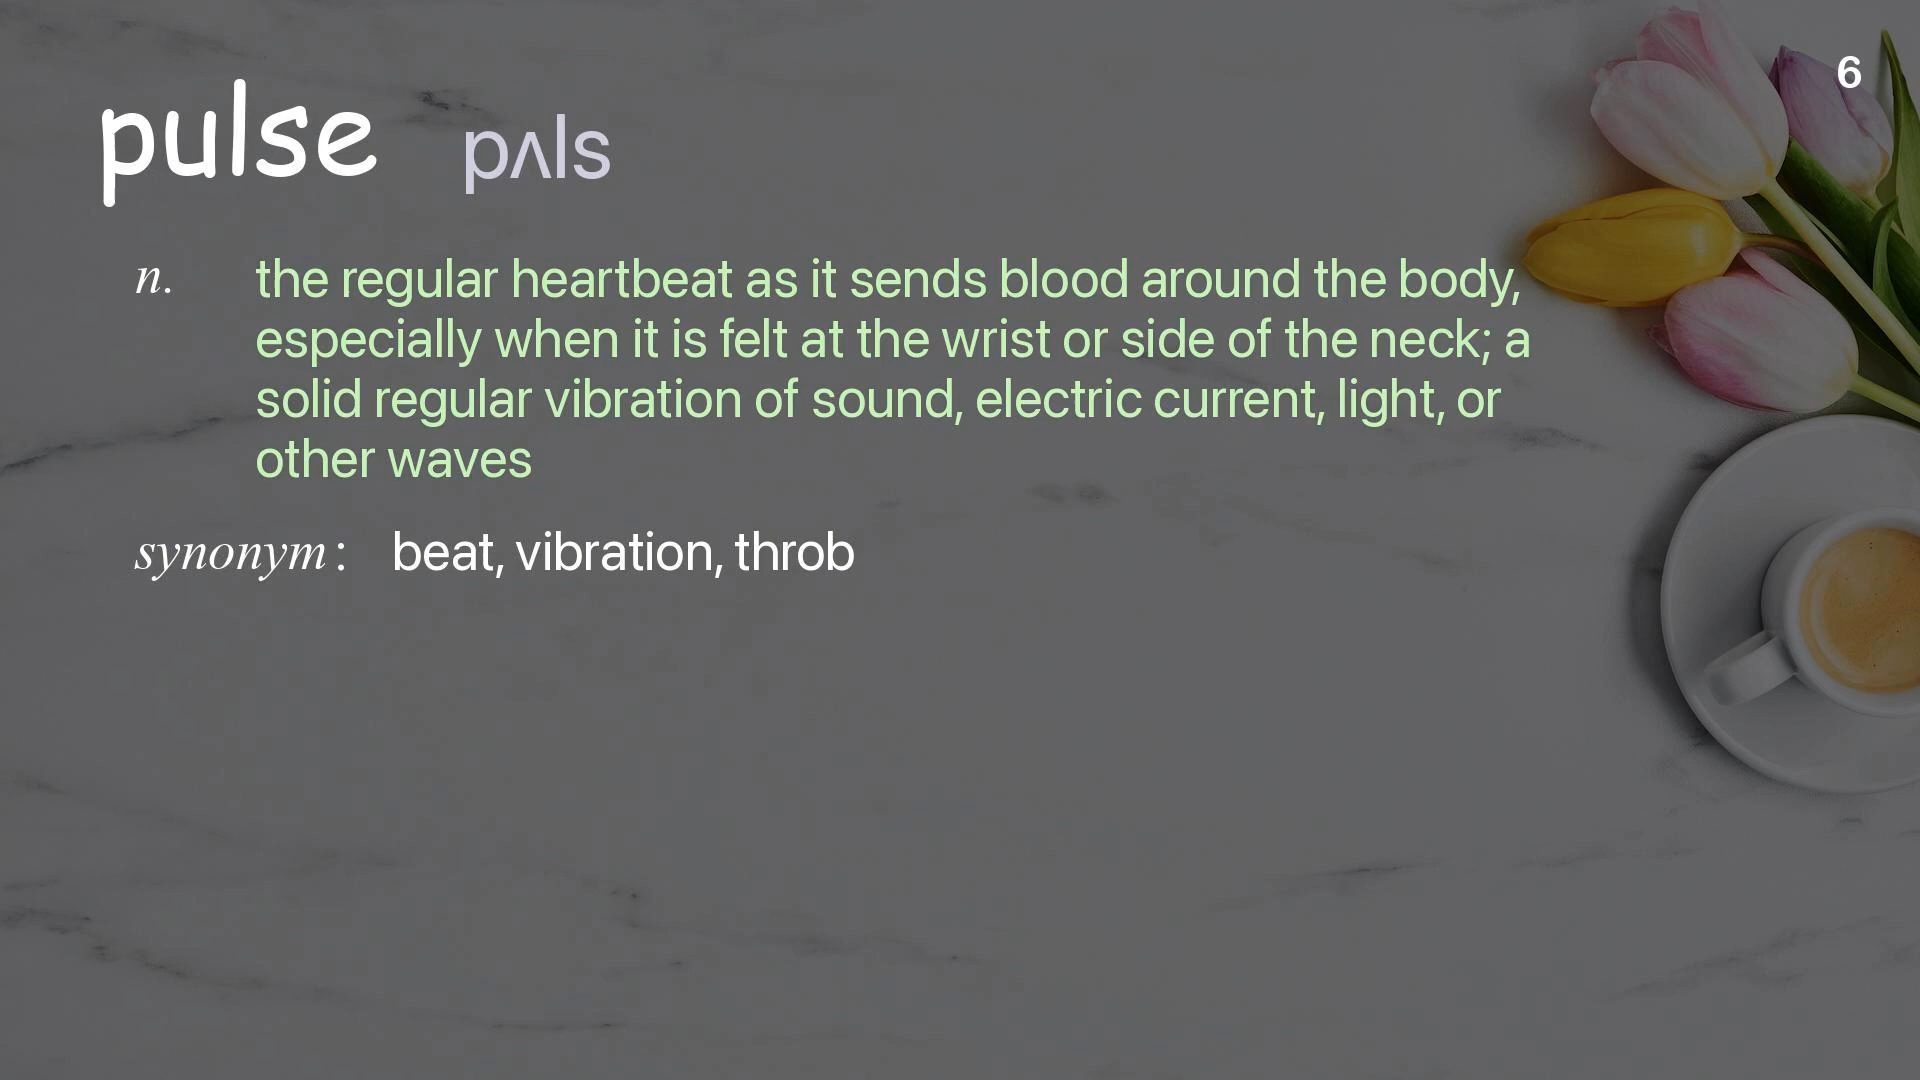 6
pulse pʌls
n. the regular heartbeat as it sends blood around the body,
especially when it is felt at the wrist or side of the neck; a
solid regular vibration of sound, electric current, light, or
other waves
synonym : beat, vibration, throb